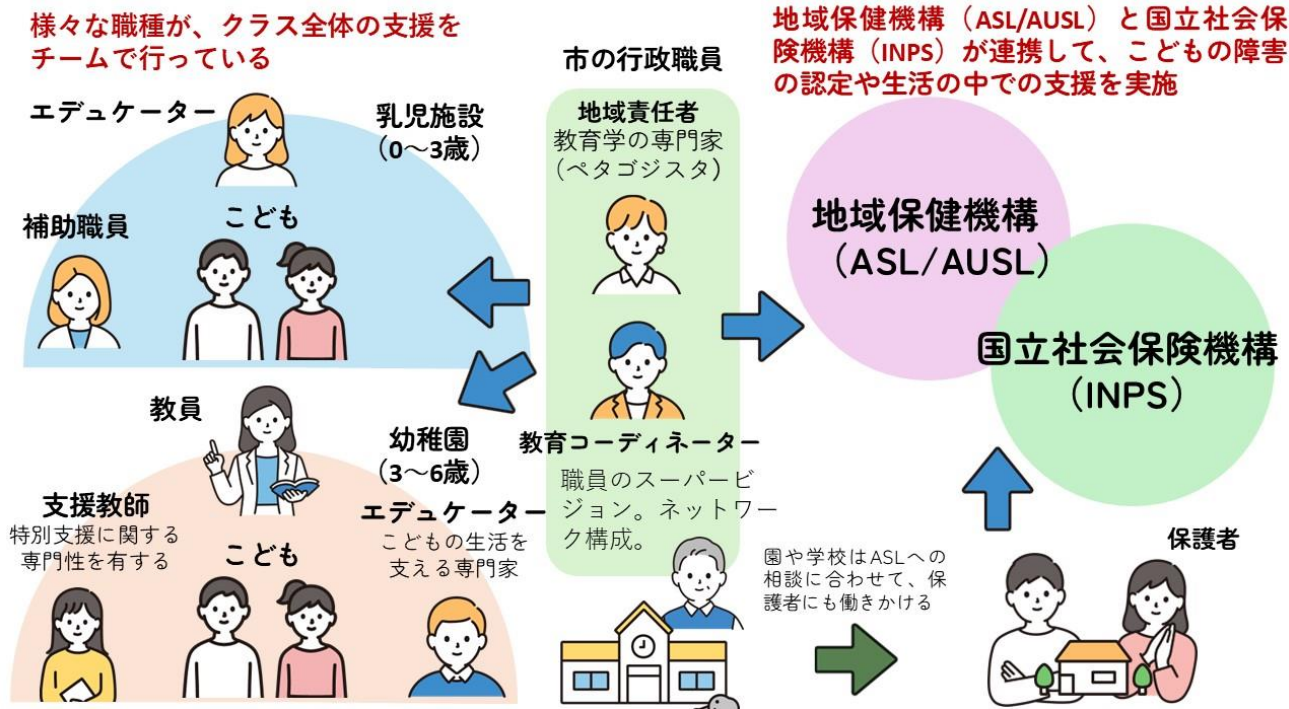 様々な職種が、クラス全体の支援を
チームで行っている
エデュケーター
乳児施設
（0～3歳）
補助職員
こども
教員
幼稚園
（3～6歳）
支援教師
特別支援に関する
専門性を有する
こども
エデュケーター
こどもの生活を
支える専門家
市の行政職員
地域責任者
教育学の専門家
（ペタゴジスタ）
教育コーディネーター
職員のスーパービ
ジョン。ネットワー
ク構成。
地域保健機構（ASL/AUSL）と国立社会保
険機構（INPS）が連携して、こどもの障害
の認定や生活の中での支援を実施
地域保健機構
（ASL/AUSL）
国立社会保険機構
（INPS）
園や学校はASLへの
相談に合わせて、保
護者にも働きかける
保護者